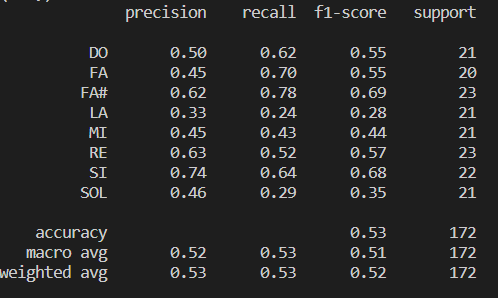 precision recall f1-score support
DO 0.50 0.62 0.55 21
FA 0.45 0.70 0.55 20
FA# 0.62 0.78 0.69 23
LA 0.33 0.24 0.28 21
MI 0.45 0.43 0.44 21
RE 0.63 0.52 0.57 23
SI 0.74 0.64 0.68 22
SOL 0.46 0.29 0.35 21
accuracy 0.53 172
macro avg 0.52 0.53 0.51 172
weighted avg 0.53 0.53 0.52 172